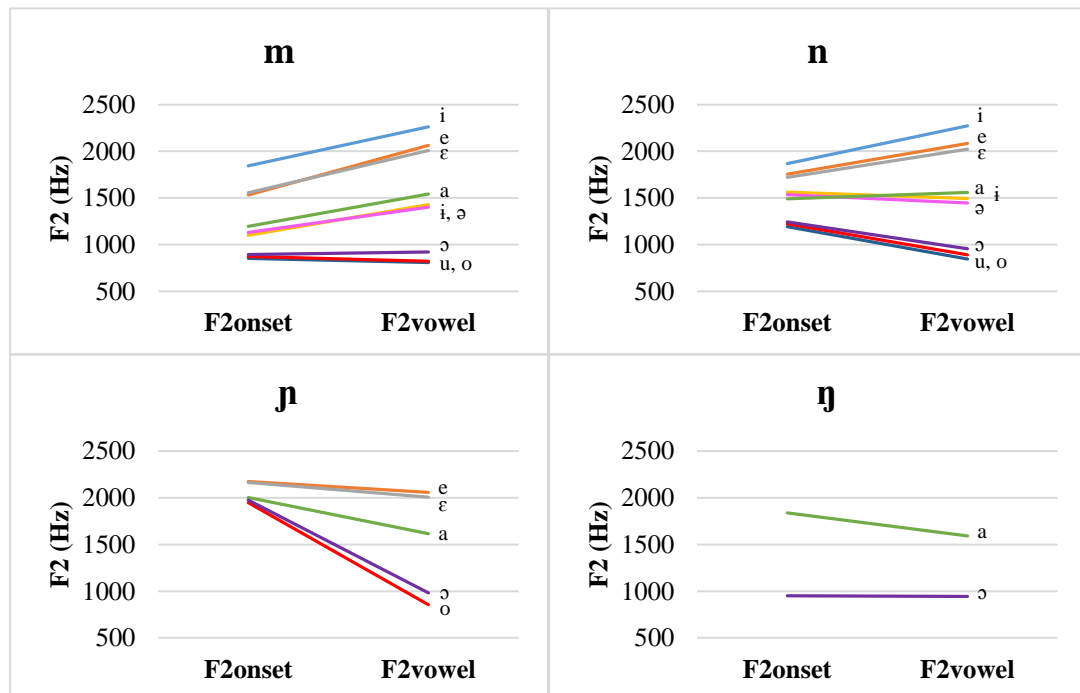 m
2500
2000
1500
1000
500
F2 (Hz)
F2onset
F2vowel
i
e
ɛ
a
ɨ, ə
ɔ
u, o
n
2500
2000
1500
1000
500
F2 (Hz)
F2onset
F2vowel
i
e
ɛ
a ɨ
ə
ɔ
u, o
ɲ
2500
2000
1500
1000
500
F2 (Hz)
F2onset
F2vowel
e
ɛ
a
ɔ
o
ŋ
2500
2000
1500
1000
500
F2 (Hz)
F2onset
F2vowel
a
ɔ